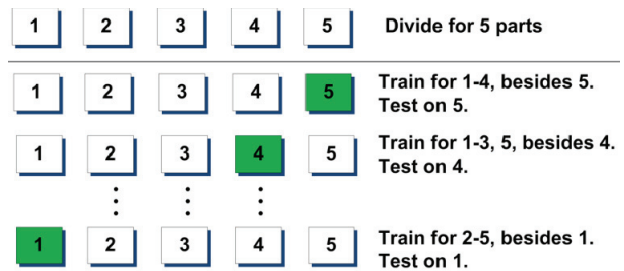 1 2 3 4 5 Divide for 5 parts
1 2 3 4 5 Train for 1-4, besides 5.
Test on 5.
1 2 3 4 5 Train for 1-3, 5, besides 4.
Test on 4.
1 2 3 4 5 Train for 2-5, besides 1.
Test on 1.